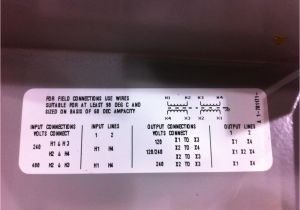 FOR FIELD CONNECTIONS USE WIRES
SUITABLE FOR AT LEAST 90 DEG C AND
SIZED ON BASIS OF 60 DEG AMPACITY
H1 H3 H2 H4
X4 X2 X3 X1
INPUT CONNECTIONS INPUT LINES OUTPUT CONNECTIONS OUTPUT LINES
VOLTS CONNECT 1 2 VOLTS CONNECT 1 2
240 H1 & H3 H1 H4 120 X1 TO X3 X1 X4
H2 & H4 X2 TO X4
480 H2 & H3 H1 H4 120/240 X2 TO X3 X1 X4
240 X2 TO X3 X1 X4